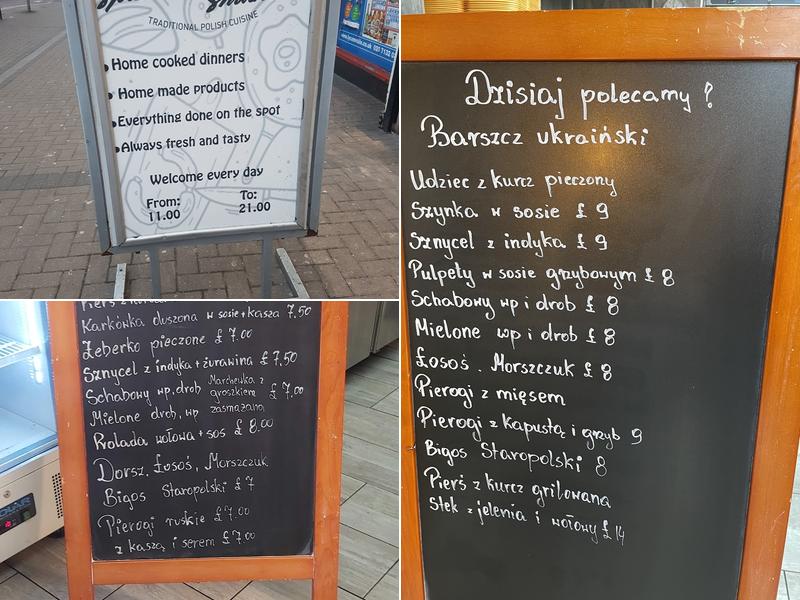 TRADITIONAL POLISH CUISINE
Home cooked dinners
Home made products
Everything done on the spot
Always fresh and tasty
Welcome every day
From: To:
11.00 21.00
Karkówka duszona w sosie + kasza 7.50
Żeberko pieczone £ 7.00
Sznycel z indyka + żurawina £ 7,50
Schabowy wp, drob Marchewka z groszkiem £ 7.00
Mielone drob, wp zasmażana
Rolada wołowa + sos £ 8.00
Dorsz, Łosoś, Morszczuk
Bigos Staropolski £ 7
Pierogi ruskie £ 7.00
z kaszą i serem £ 7.00
Dzisiaj polecamy ?
Barszcz ukraiński
Udziec z kurcz pieczony
Szynka w sosie £ 9
Sznycel z indyka £ 9
Pulpety w sosie grzybowym £ 8
Schabowy wp i drob £ 8
Mielone wp i drob £ 8
Łosoś . Morszczuk £ 8
Pierogi z mięsem
Pierogi z kapustą i grzyb 9
Bigos Staropolski 8
Pierś z kurcz grilowana
Stek z jelenia i wołowy £ 14